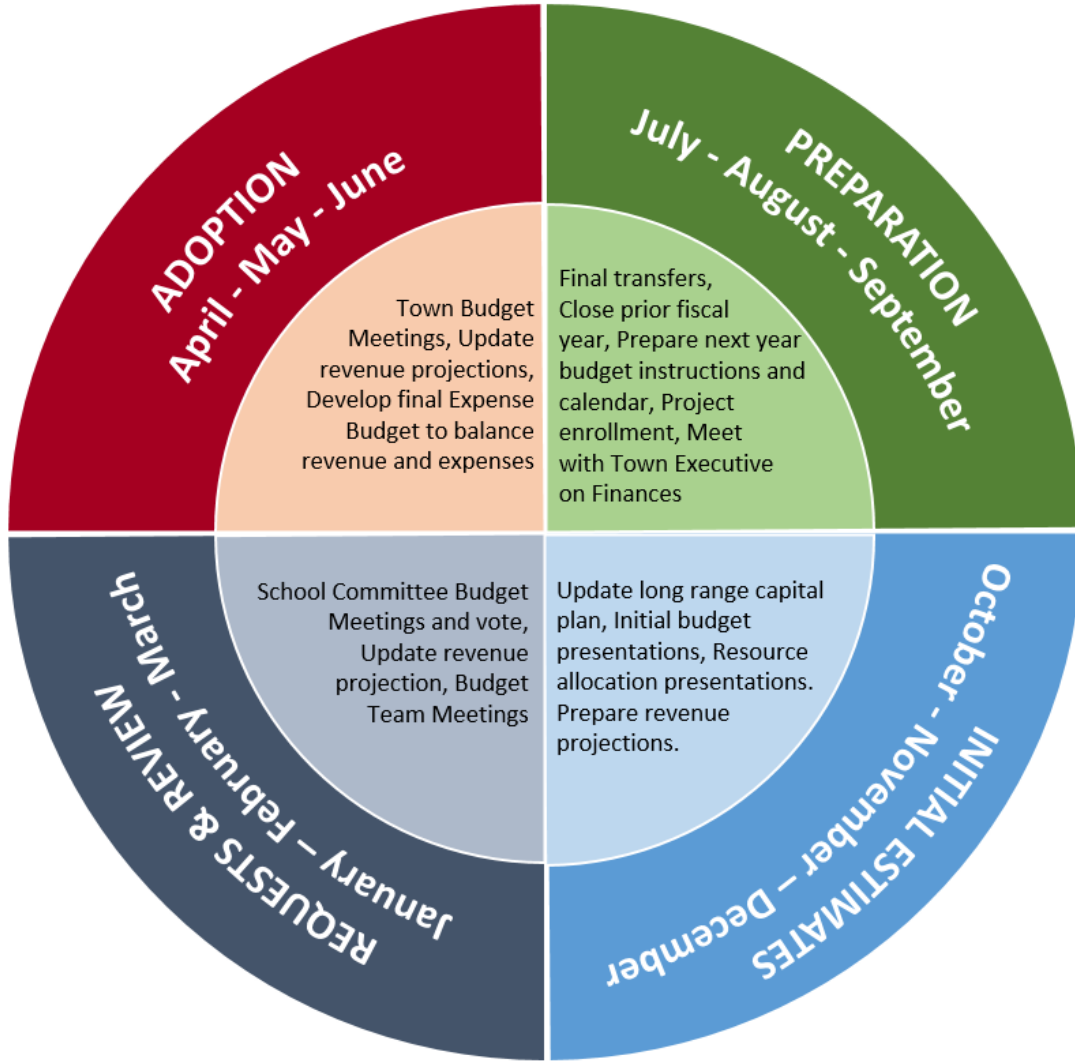 ADOPTION
April - May - June
Town Budget
Meetings, Update
revenue projections,
Develop final Expense
Budget to balance
revenue and expenses
PREPARATION
July - August - September
Final transfers,
Close prior fiscal
year, Prepare next year
budget instructions and
calendar, Project
enrollment, Meet
with Town Executive
on Finances
INITIAL ESTIMATES
October - November – December
Update long range capital
plan, Initial budget
presentations, Resource
allocation presentations.
Prepare revenue
projections.
REQUESTS & REVIEW
January – February - March
School Committee Budget
Meetings and vote,
Update revenue
projection, Budget
Team Meetings